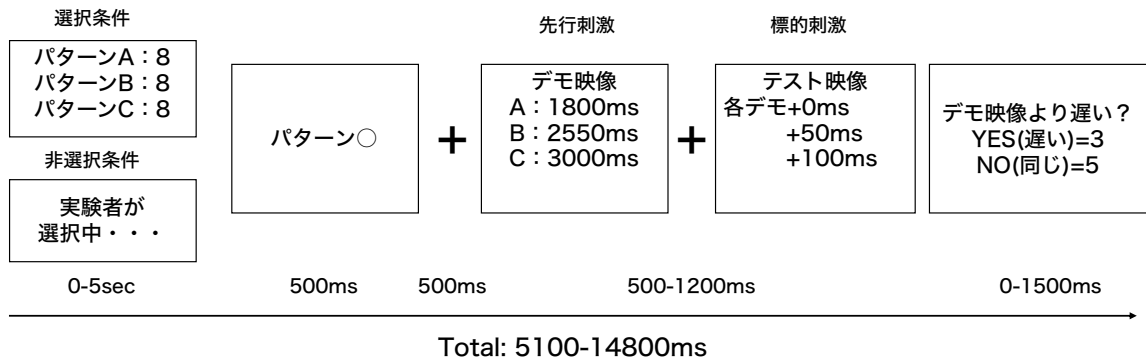 選択条件
パターンA：8
パターンB：8
パターンC：8
非選択条件
実験者が
選択中・・・
0-5sec
パターン○
500ms
+
500ms
先行刺激
デモ映像
A：1800ms
B：2550ms
C：3000ms
+
500-1200ms
標的刺激
テスト映像
各デモ+0ms
+50ms
+100ms
デモ映像より遅い？
YES(遅い)=3
NO(同じ)=5
0-1500ms
Total: 5100-14800ms